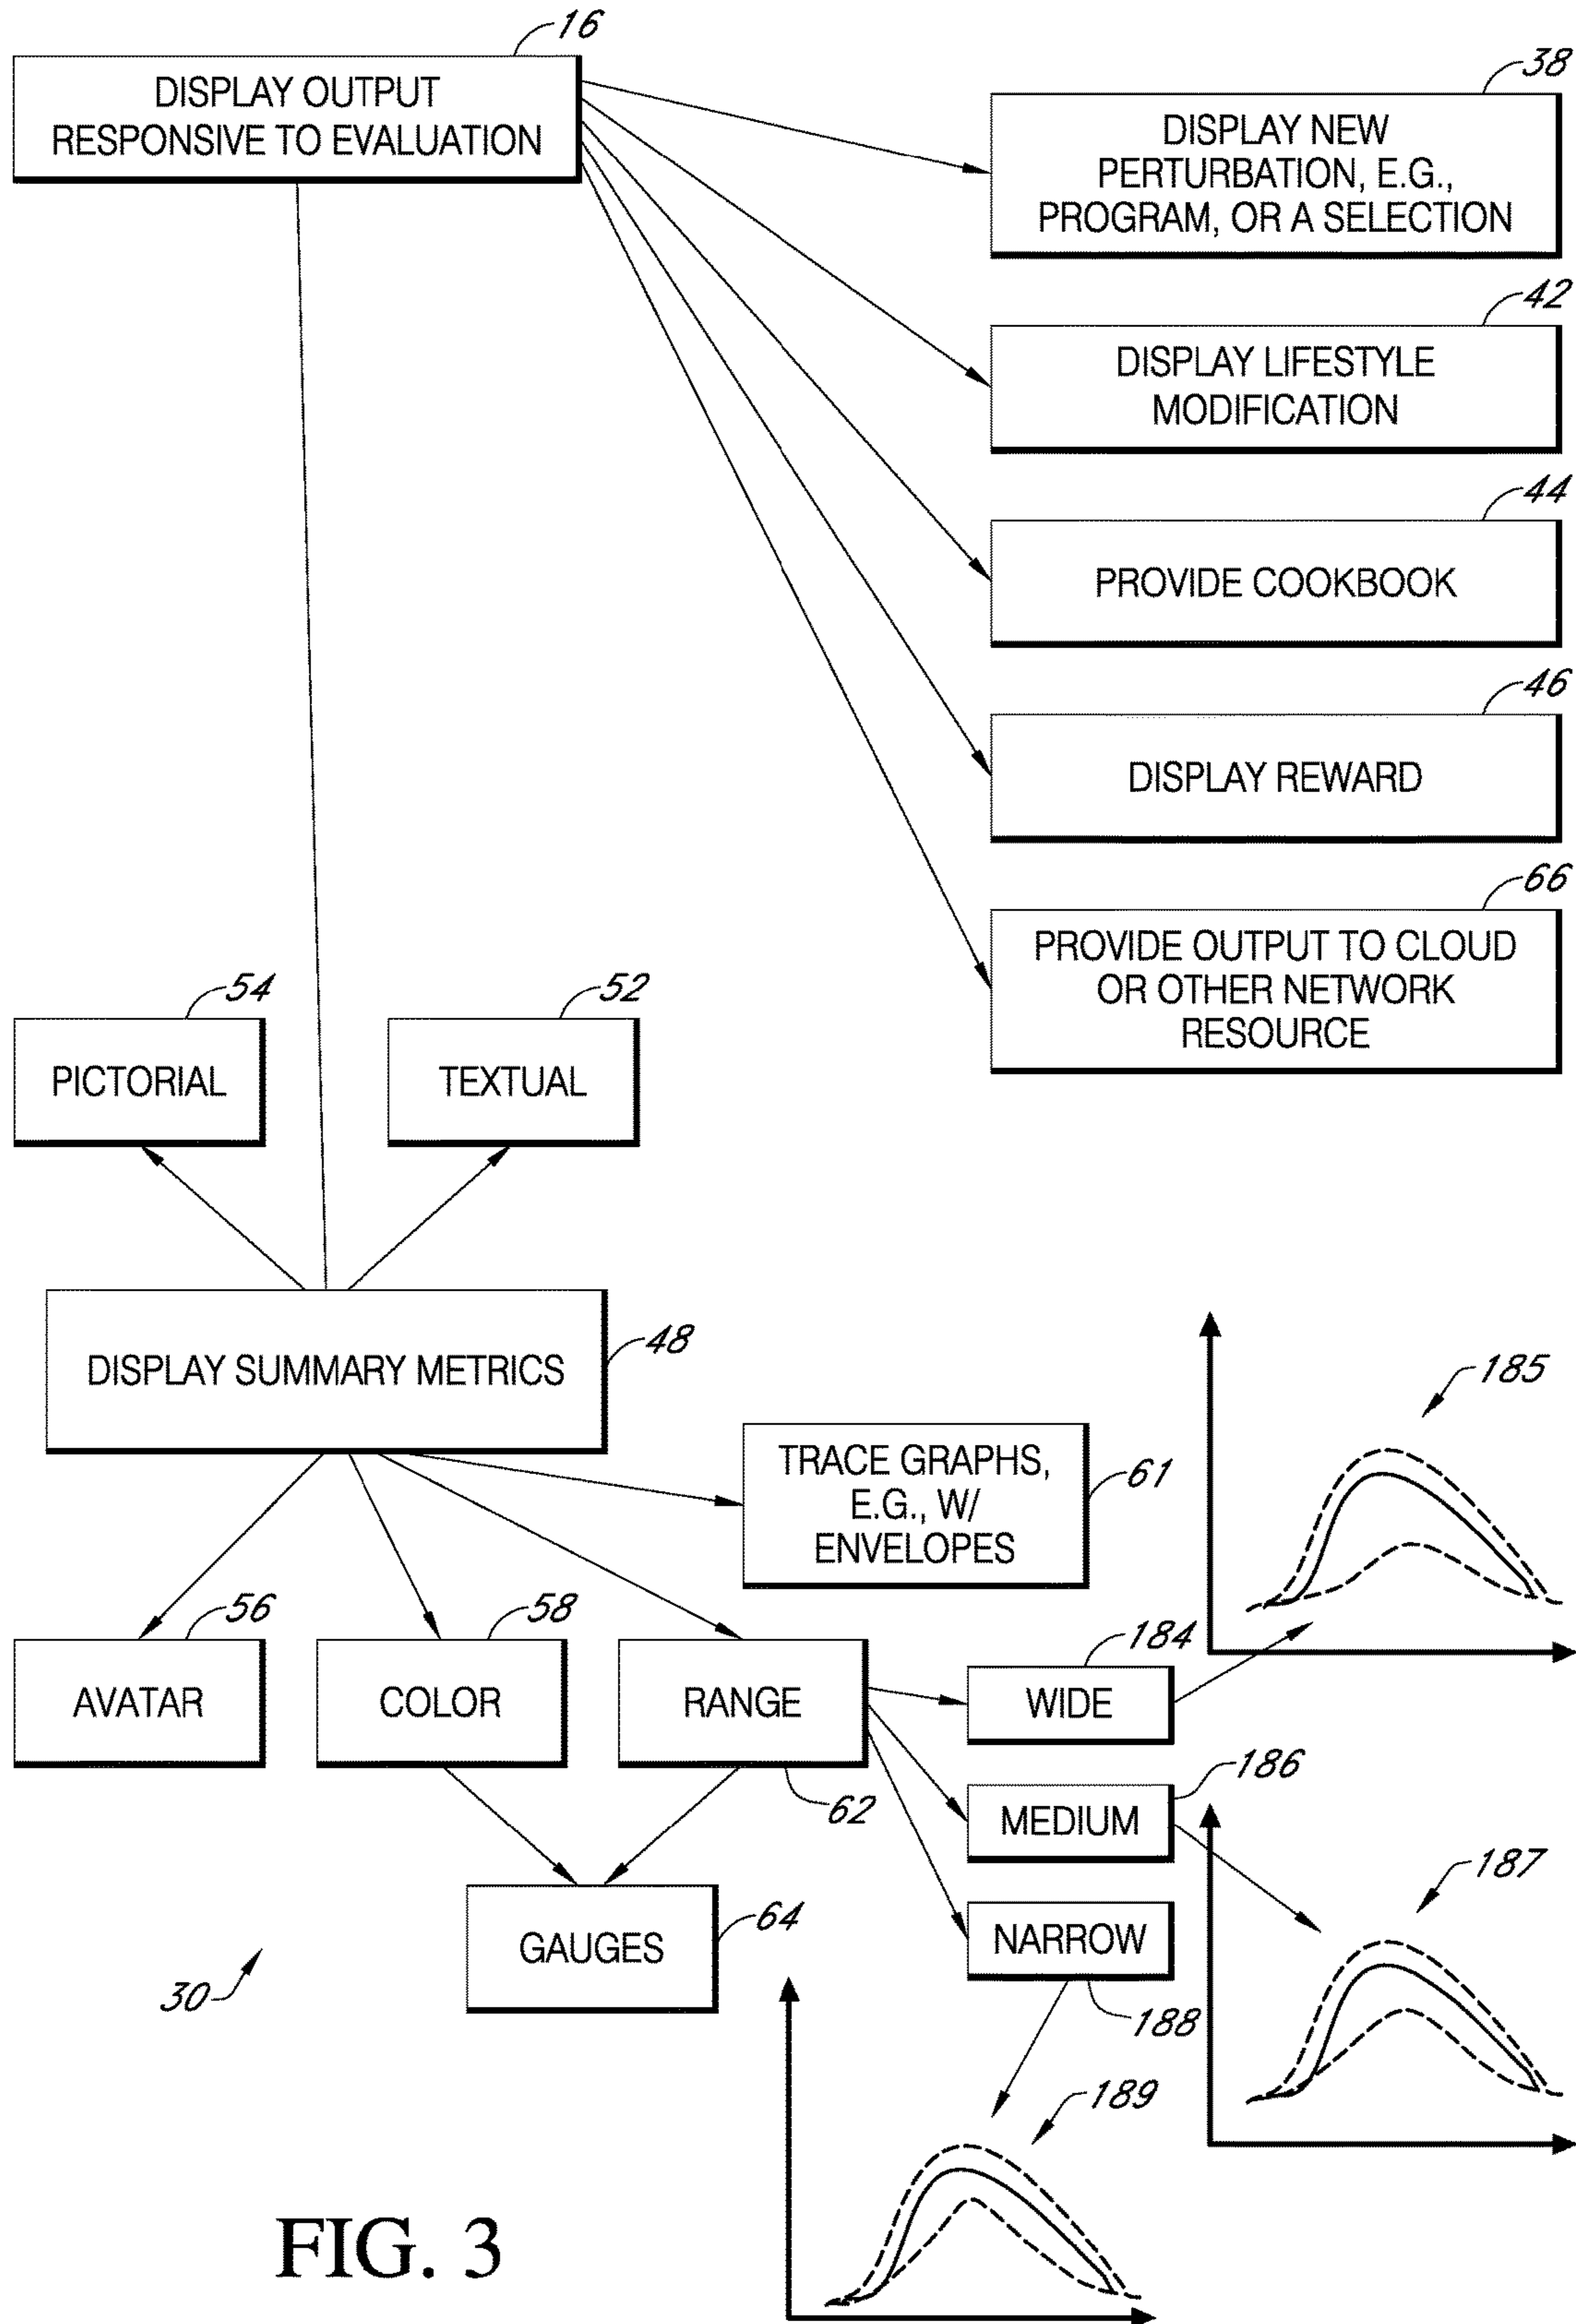 16
DISPLAY OUTPUT
RESPONSIVE TO EVALUATION
38
DISPLAY NEW
PERTURBATION, E.G.,
PROGRAM, OR A SELECTION
42
DISPLAY LIFESTYLE
MODIFICATION
44
PROVIDE COOKBOOK
46
DISPLAY REWARD
66
PROVIDE OUTPUT TO CLOUD
OR OTHER NETWORK
RESOURCE
54
PICTORIAL
52
TEXTUAL
DISPLAY SUMMARY METRICS
48
TRACE GRAPHS,
E.G., W/
ENVELOPES
61
185
56
AVATAR
58
COLOR
RANGE
62
184
WIDE
186
MEDIUM
187
NARROW
188
GAUGES
64
30
189
FIG. 3